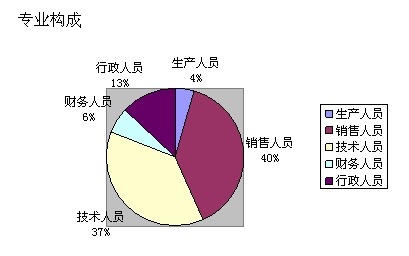 专业构成
生产人员
4%
行政人员
13%
财务人员
6%
销售人员
40%
技术人员
37%
生产人员
销售人员
技术人员
财务人员
行政人员